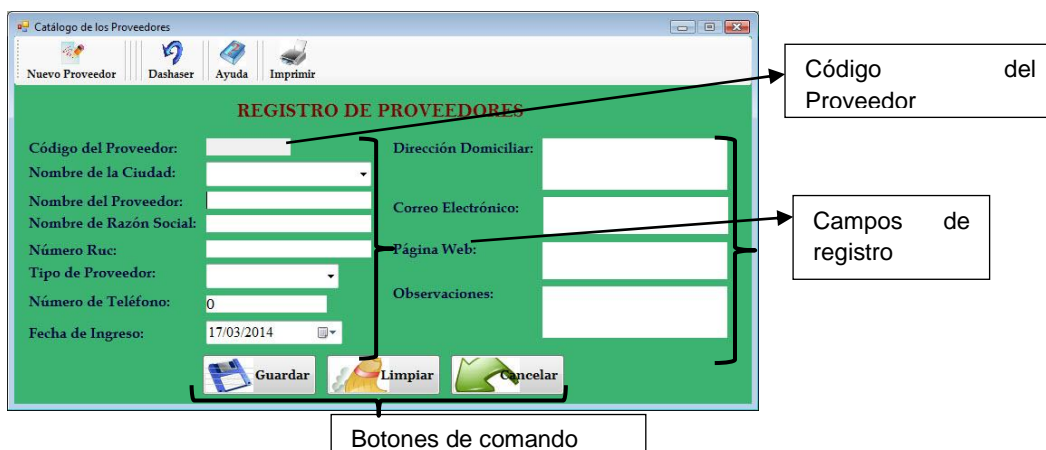 Catálogo de los Proveedores
Nuevo Proveedor Dashaser Ayuda Imprimir
REGISTRO DE PROVEEDORES
Código del Proveedor:
Nombre de la Ciudad:
Nombre del Proveedor:
Nombre de Razón Social:
Número Ruc:
Tipo de Proveedor:
Número de Teléfono: 0
Fecha de Ingreso: 17/03/2014
Dirección Domiciliar:
Correo Electrónico:
Página Web:
Observaciones:
Guardar Limpiar Cancelar
Código del
Proveedor
Campos de
registro
Botones de comando